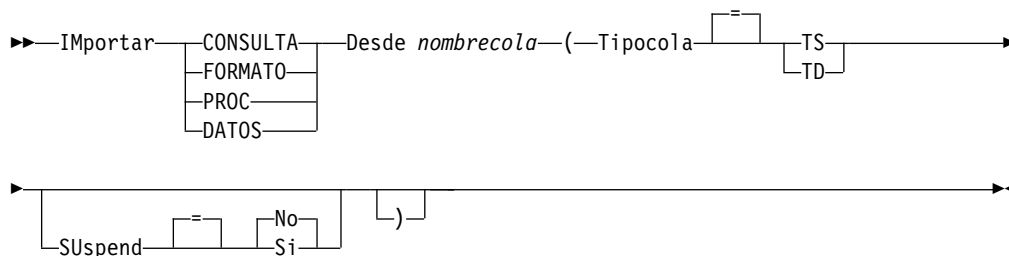 IMportar CONSULTA Desde nombrecola ( Tipocola = TS
FORMATO TD
PROC
DATOS
SUspend = No )
Si